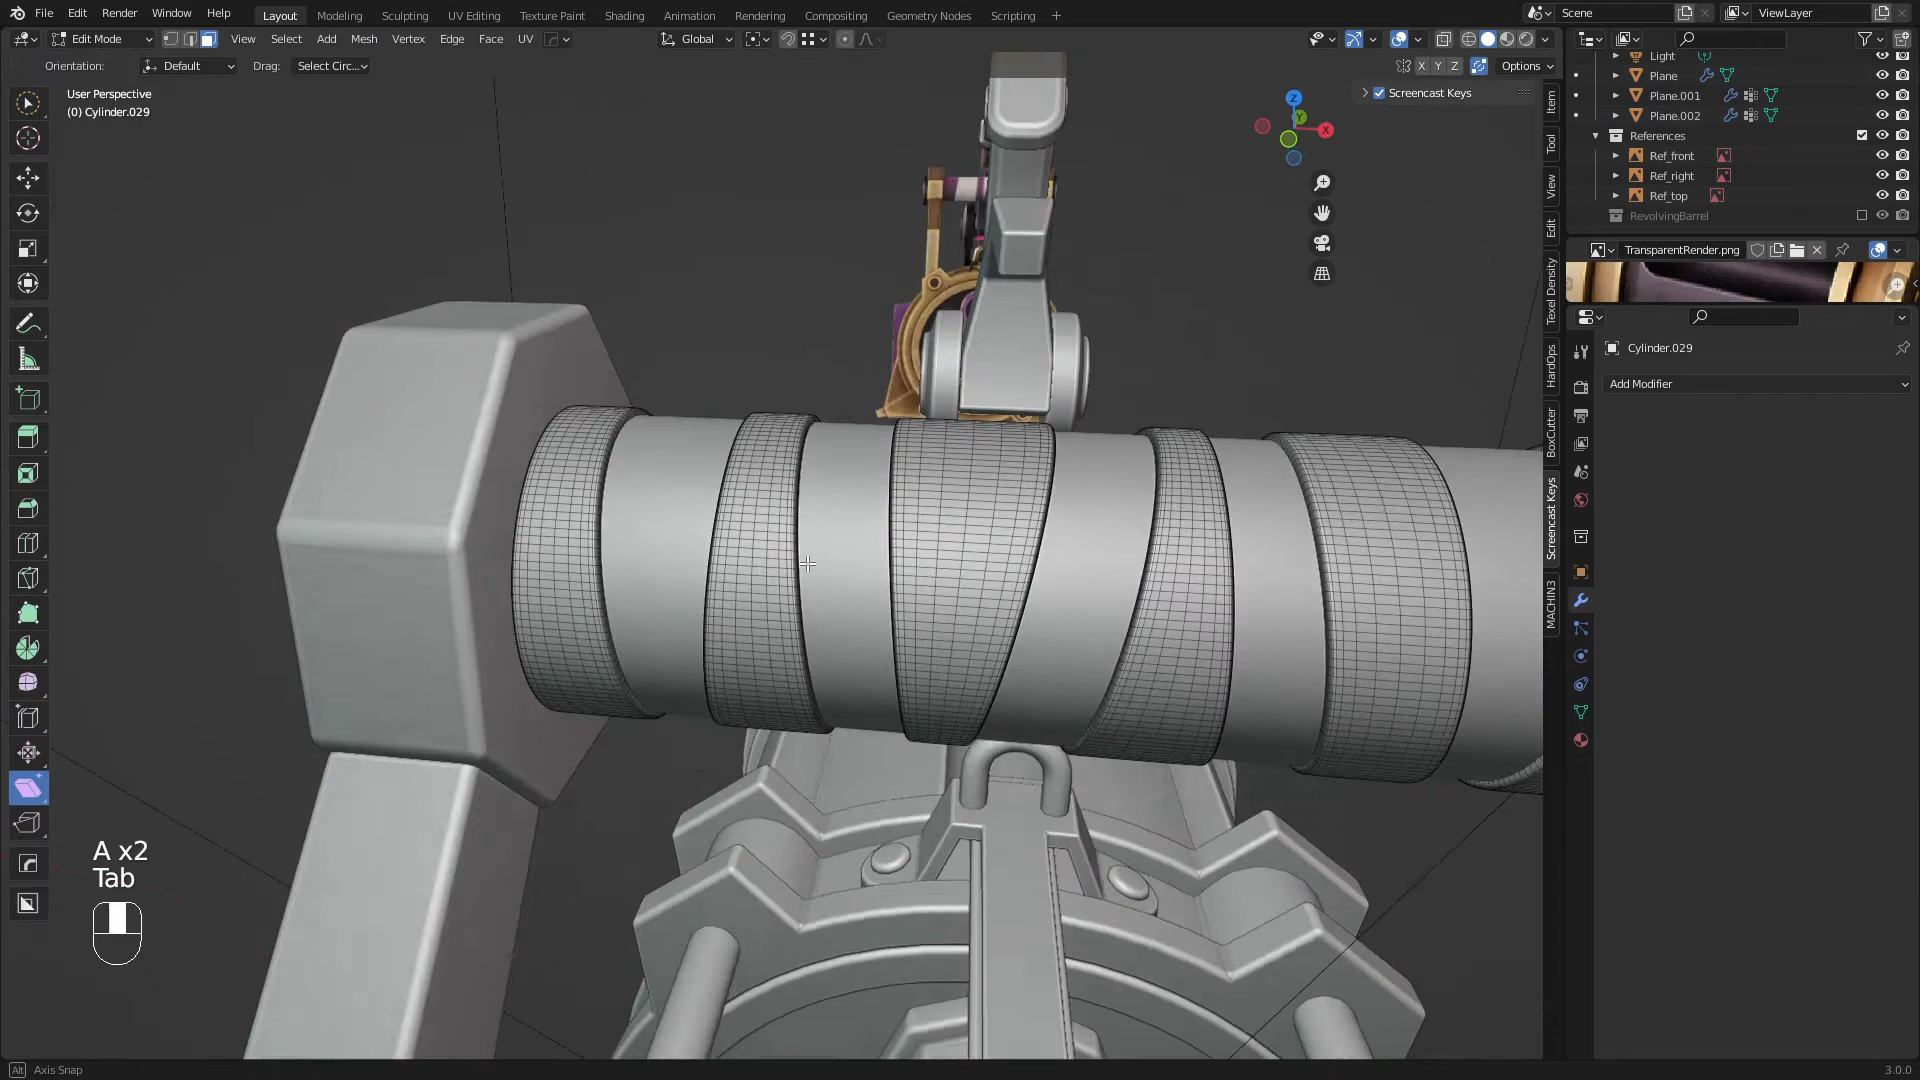 File Edit Render Window Help Layout Modeling Sculpting UV Editing Texture Paint Shading Animation Rendering Compositing Geometry Nodes Scripting + Scene ViewLayer
Edit Mode View Select Add Mesh Vertex Edge Face UV Global
Orientation: Default Drag: Select Circ... X Y Z Options
User Perspective
(0) Cylinder.029
Screencast Keys
Z
Y
X
Item
Tool
View
Edit
Texel Density
HardOps
BoxCutter
Screencast Keys
MACHIN3
Light
Plane
Plane.001
Plane.002
References
Ref_front
Ref_right
Ref_top
RevolvingBarrel
TransparentRender.png
Cylinder.029
Add Modifier
A x2
Tab
Alt Axis Snap
3.0.0